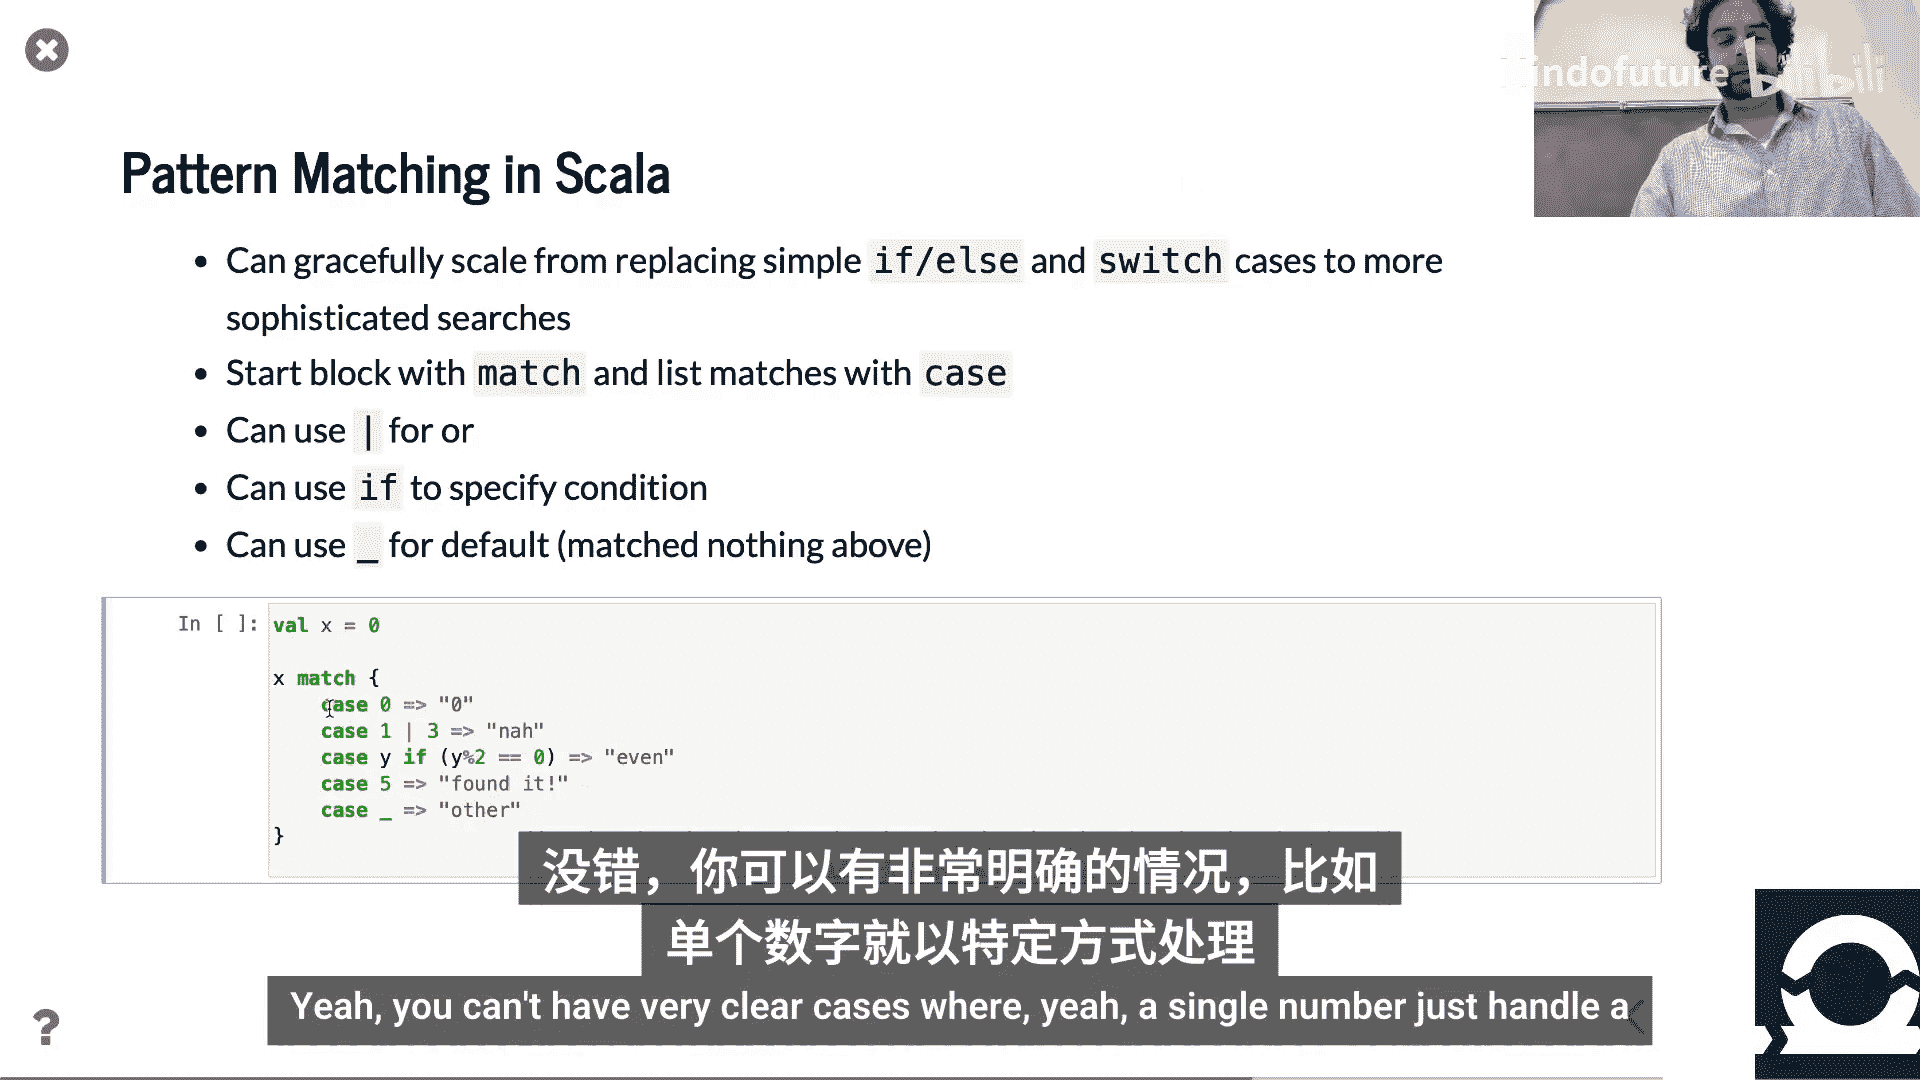 indofuture bilibili
Pattern Matching in Scala
• Can gracefully scale from replacing simple if/else and switch cases to more
sophisticated searches
• Start block with match and list matches with case
• Can use | for or
• Can use if to specify condition
• Can use _ for default (matched nothing above)
In [ ]: val x = 0
x match {
    case 0 => "0"
    case 1 | 3 => "nah"
    case y if (y%2 == 0) => "even"
    case 5 => "found it!"
    case _ => "other"
}
没错，你可以有非常明确的情况，比如
单个数字就以特定方式处理
Yeah, you can't have very clear cases where, yeah, a single number just handle a
?